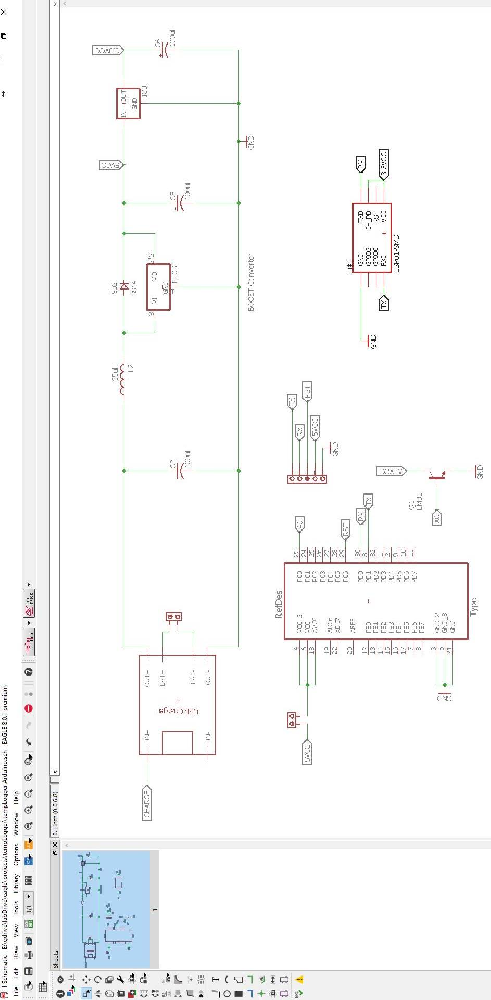 1 Schematic - E:\gdrive\labDrive\eagle\projects\tempLogger\tempLogger Arduino.sch - EAGLE 8.0.1 premium
File Edit Draw View Tools Library Options Window Help
1/1
SCR
ULP
design link
LTC SPICE
Sheets
1
0.1 inch (0.0 6.8)
s
CHARGE
IN+
IN-
USB Charger
OUT+
BAT+
BAT-
OUT-
C2
100nF
35uH
L2
SD2
SS14
3
VI
VO
GND
E50D
1
2*2
BOOST Converter
C5
100uF
5VCC
GND
IN
OUT
GND
IC3
3.3VCC
C6
100uF
5VCC
RefDes
Type
4 VCC_2
6 VCC
18 AVCC
19 ADC6
22 ADC7
20 AREF
12 PB0
13 PB1
14 PB2
15 PB3
16 PB4
17 PB5
7 PB6
8 PB7
3 GND_2
5 GND_3
21 GND
GND
PC0 23
PC1 24
PC2 25
PC3 26
PC4 27
PC5 28
PC6 29
PD0 30
PD1 31
PD2 32
PD3 1
PD4 2
PD5 9
PD6 10
PD7 11
A0
RST
RX
TX
TX
RX
RST
5VCC
GND
ATVCC
Q1
LM35
A0
GND
GND
TX
U$8
GND
GPIO2
GPIO0
RXD
TXD
CH_PD
RST
VCC
ESP01-SMD
RX
3.3VCC